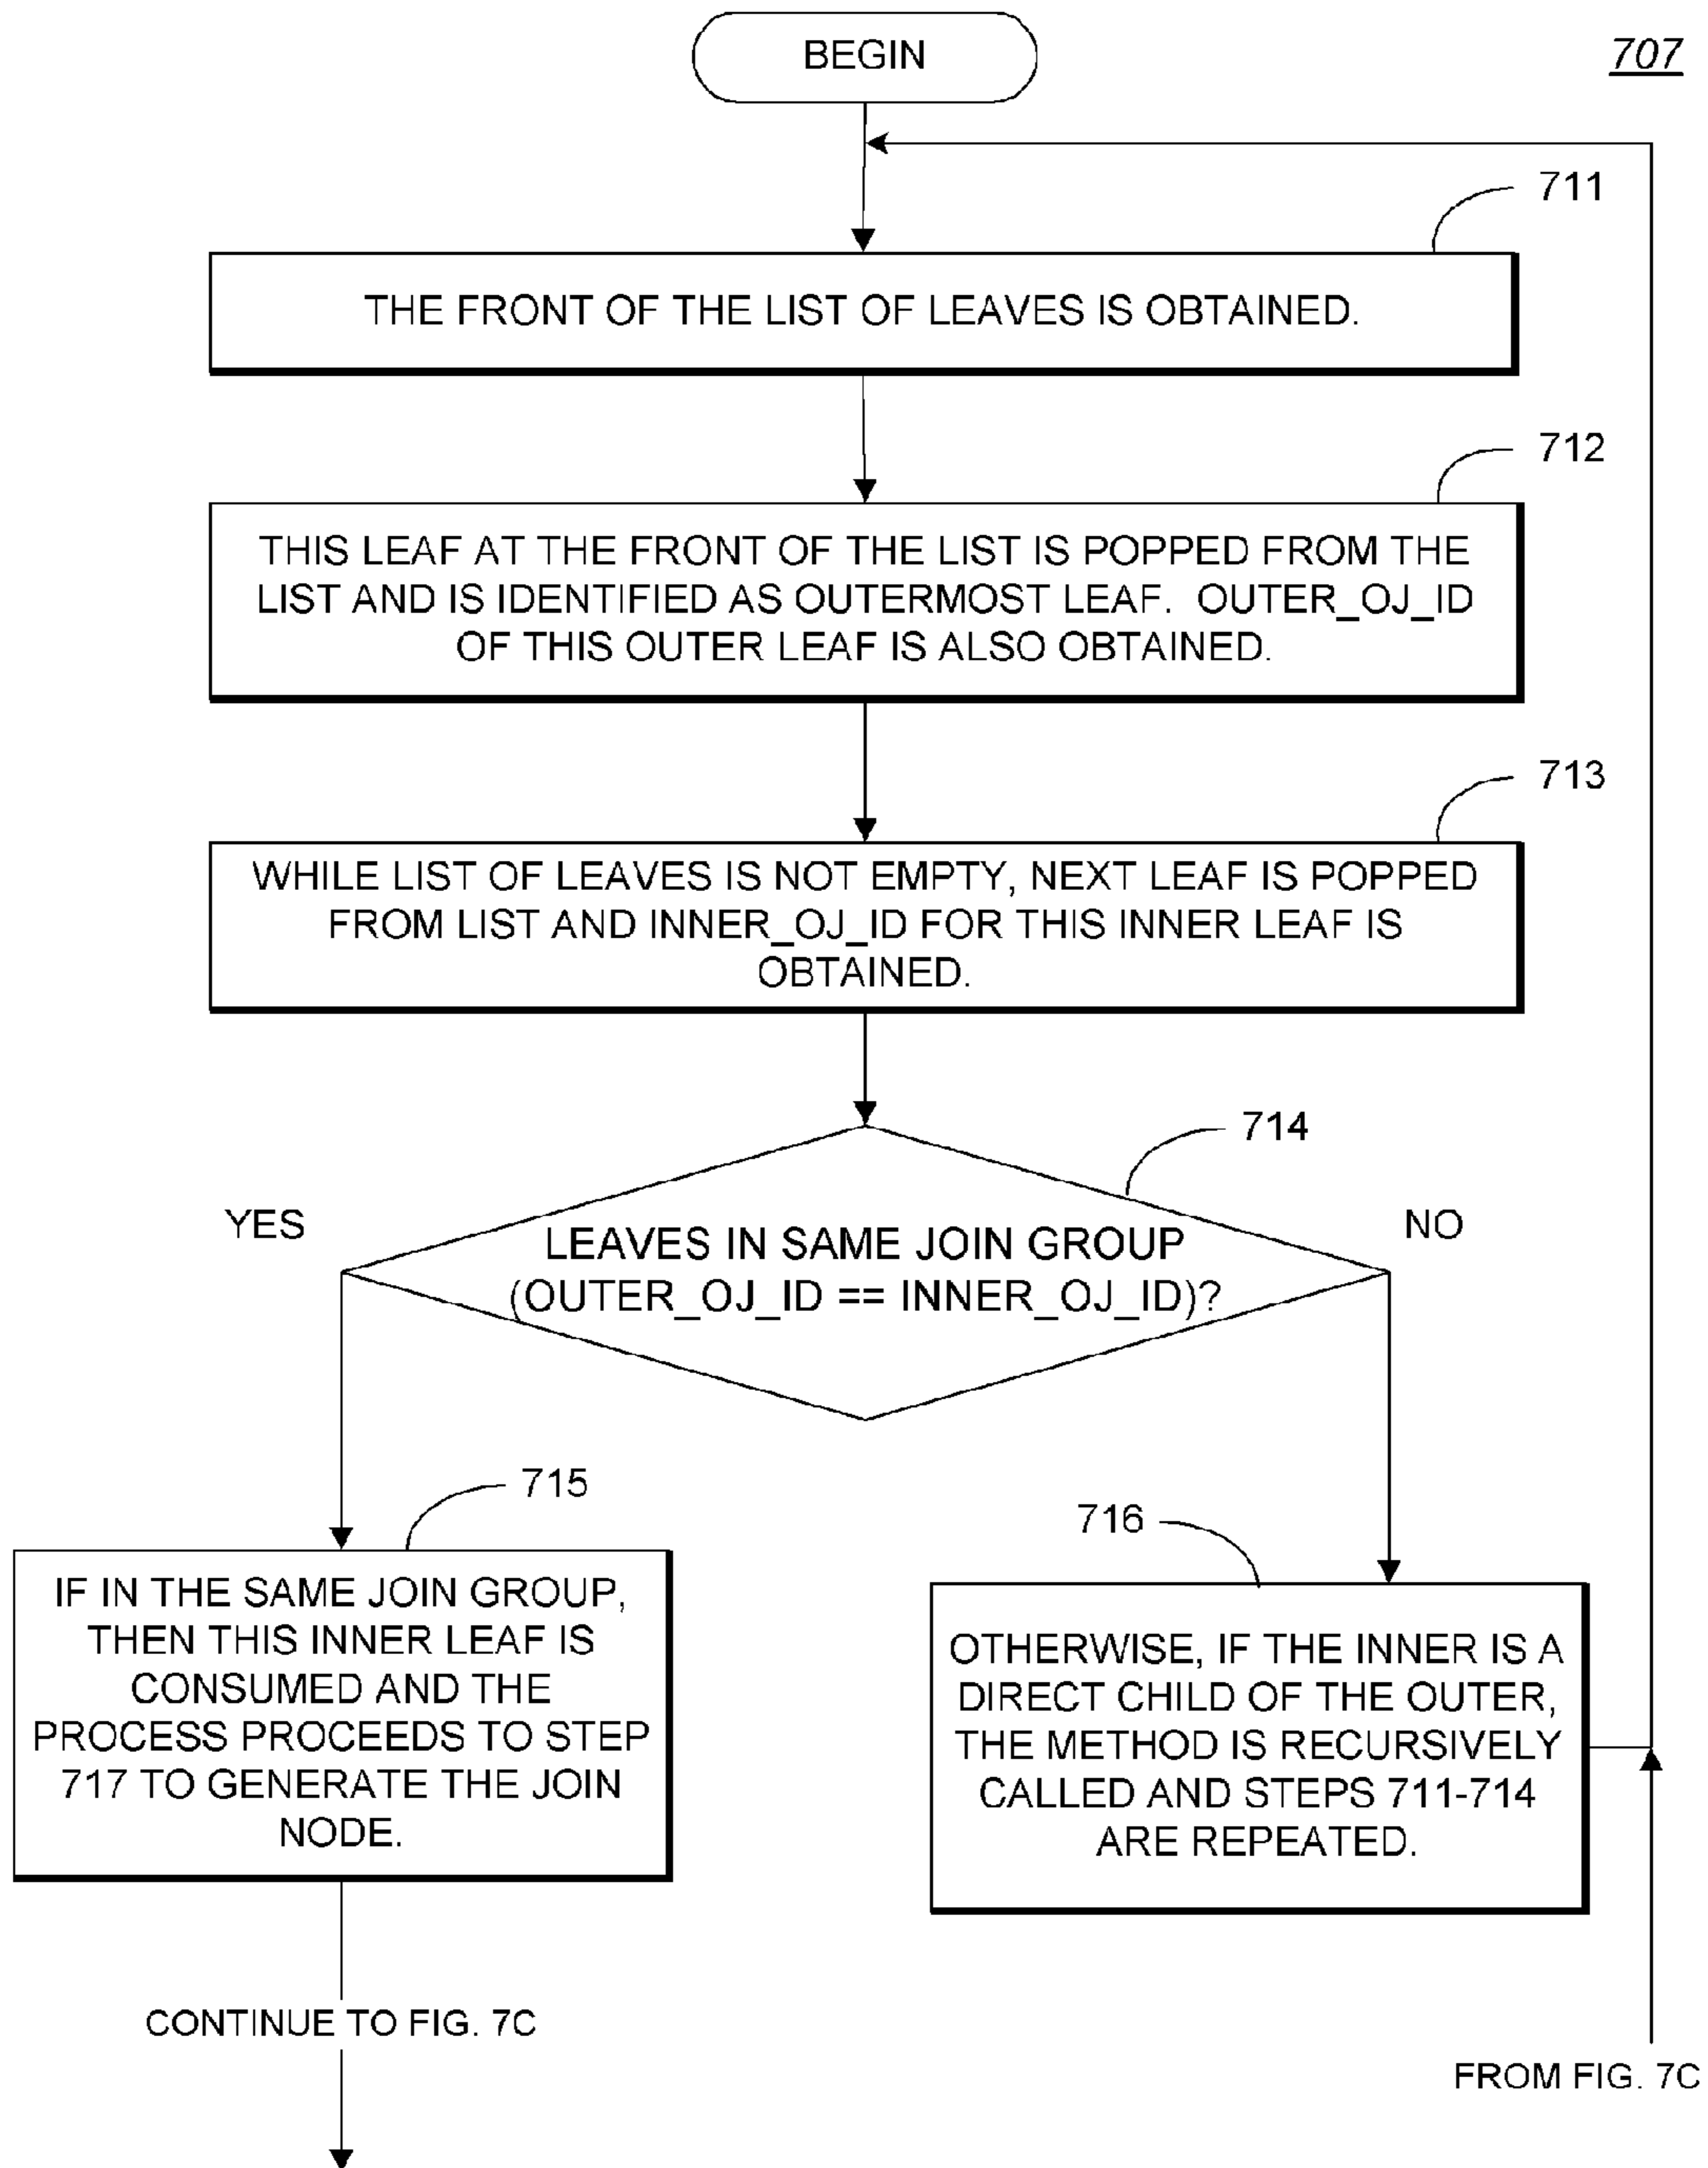 BEGIN
707
711
THE FRONT OF THE LIST OF LEAVES IS OBTAINED.
712
THIS LEAF AT THE FRONT OF THE LIST IS POPPED FROM THE
LIST AND IS IDENTIFIED AS OUTERMOST LEAF. OUTER_OJ_ID
OF THIS OUTER LEAF IS ALSO OBTAINED.
713
WHILE LIST OF LEAVES IS NOT EMPTY, NEXT LEAF IS POPPED
FROM LIST AND INNER_OJ_ID FOR THIS INNER LEAF IS
OBTAINED.
714
YES
NO
LEAVES IN SAME JOIN GROUP
(OUTER_OJ_ID == INNER_OJ_ID)?
715
IF IN THE SAME JOIN GROUP,
THEN THIS INNER LEAF IS
CONSUMED AND THE
PROCESS PROCEEDS TO STEP
717 TO GENERATE THE JOIN
NODE.
716
OTHERWISE, IF THE INNER IS A
DIRECT CHILD OF THE OUTER,
THE METHOD IS RECURSIVELY
CALLED AND STEPS 711-714
ARE REPEATED.
CONTINUE TO FIG. 7C
FROM FIG. 7C